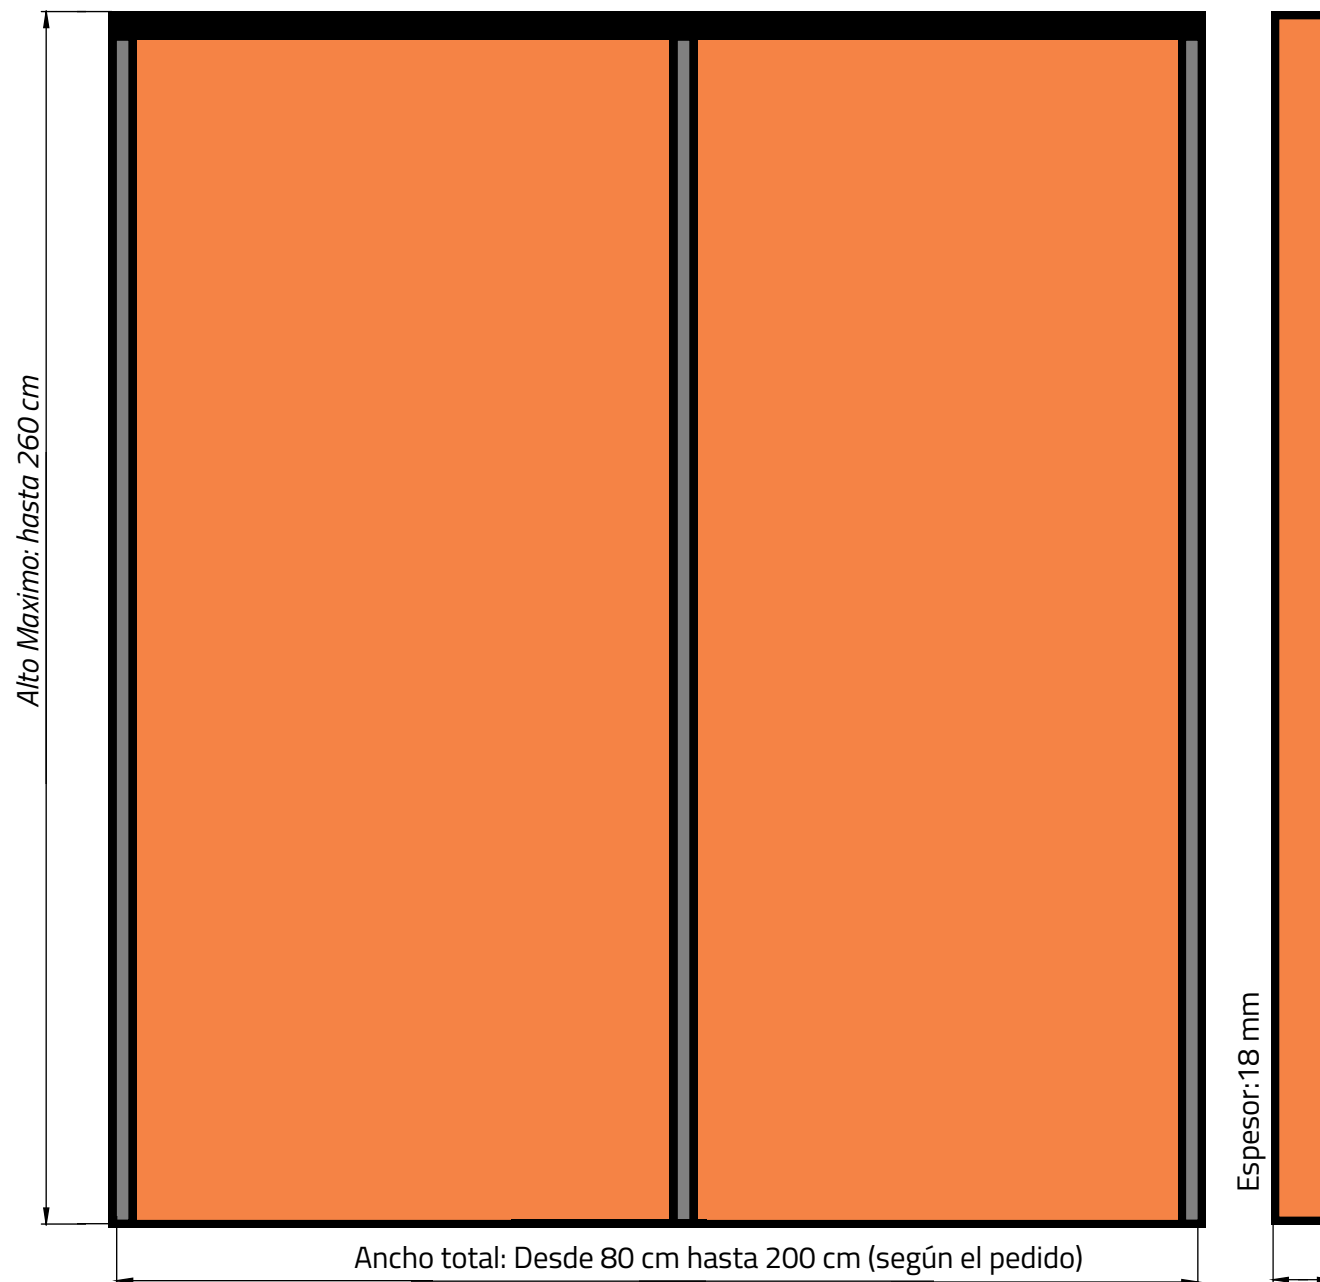 Alto Maximo: hasta 260 cm
Espesor:18 mm
Ancho total: Desde 80 cm hasta 200 cm (según el pedido)